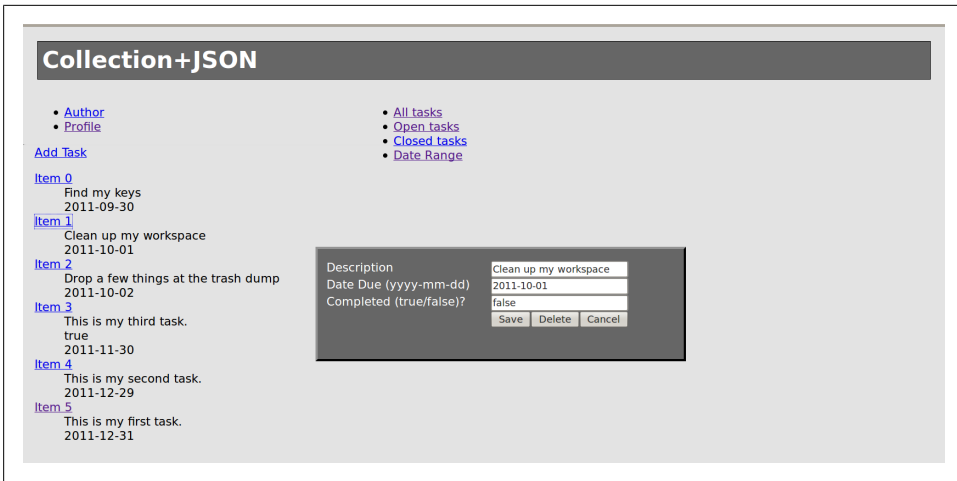 Collection+JSON
Author
Profile
All tasks
Open tasks
Closed tasks
Date Range
Add Task
Item 0
Find my keys
2011-09-30
Item 1
Clean up my workspace
2011-10-01
Item 2
Drop a few things at the trash dump
2011-10-02
Item 3
This is my third task.
true
2011-11-30
Item 4
This is my second task.
2011-12-29
Item 5
This is my first task.
2011-12-31
Description Clean up my workspace
Date Due (yyyy-mm-dd) 2011-10-01
Completed (true/false)? false
Save Delete Cancel